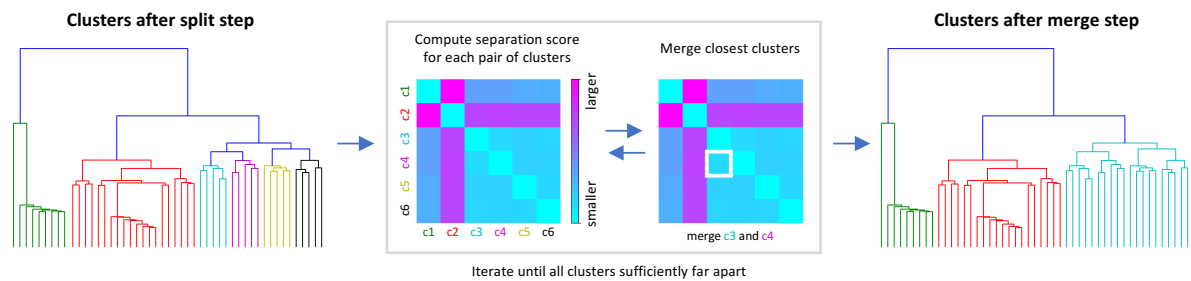 Clusters after split step
Compute separation score
for each pair of clusters
c1
c2
c3
c4
c5
c6
c1 c2 c3 c4 c5 c6
larger
smaller
Merge closest clusters
merge c3 and c4
Iterate until all clusters sufficiently far apart
Clusters after merge step